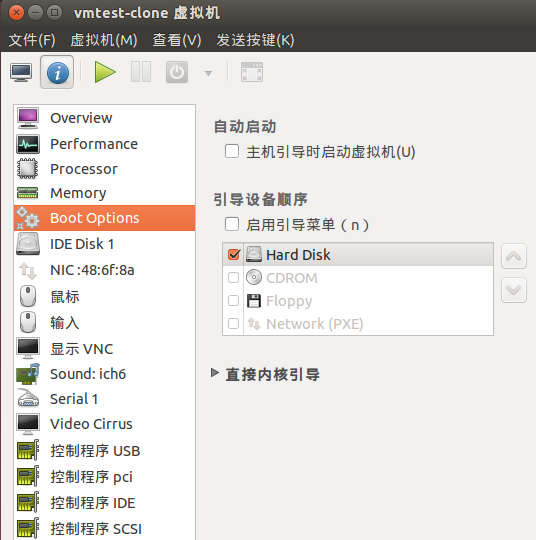 vmtest-clone 虚拟机
文件(F) 虚拟机(M) 查看(V) 发送按键(K)
Overview
Performance
Processor
Memory
Boot Options
IDE Disk 1
NIC :48:6f:8a
鼠标
输入
显示 VNC
Sound: ich6
Serial 1
Video Cirrus
控制程序 USB
控制程序 pci
控制程序 IDE
控制程序 SCSI
自动启动
主机引导时启动虚拟机(U)
引导设备顺序
启用引导菜单（n）
Hard Disk
CDROM
Floppy
Network (PXE)
直接内核引导